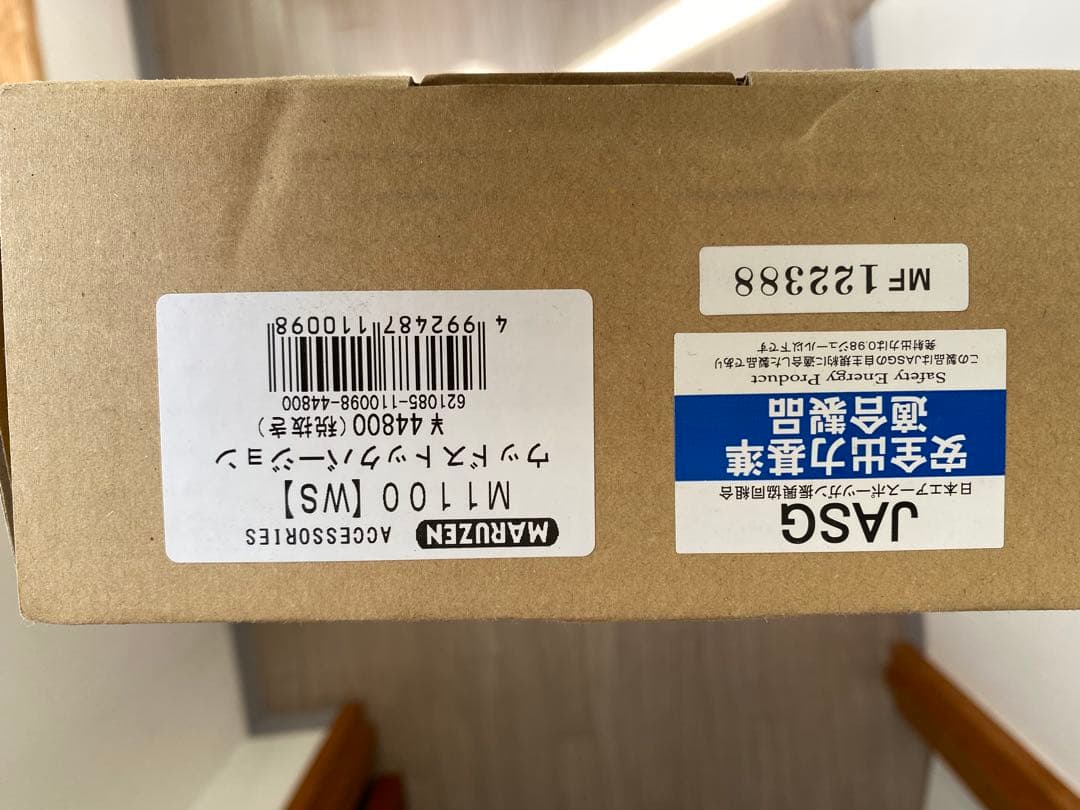 MARUZEN ACCESSORIES
M1100【WS】
ウッドストックバージョン
¥44800(税抜き)
621085-110098-44800
4 992487 110098
JASG
日本エアースポーツガン振興協同組合
安全出力基準
適合製品
Safety Energy Product
この製品はJASGの自主規約に適合した製品であり
発射出力は0.98ジュール以下です
MF 122388